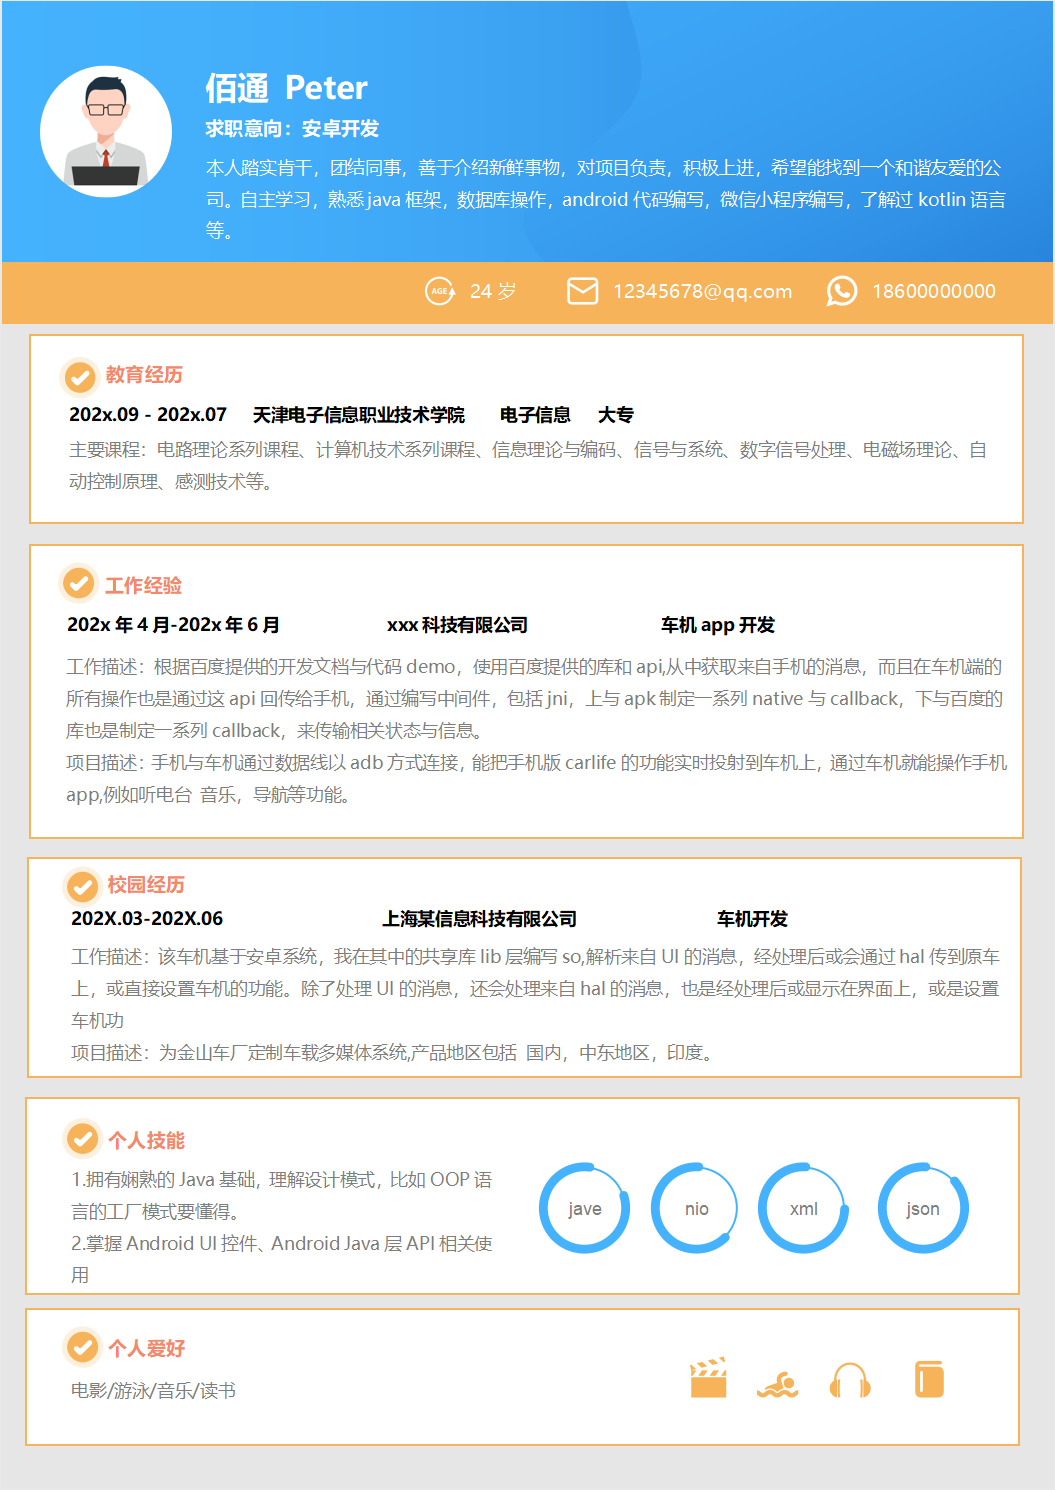 佰通 Peter
求职意向：安卓开发
本人踏实肯干，团结同事，善于介绍新鲜事物，对项目负责，积极上进，希望能找到一个和谐友爱的公
司。自主学习，熟悉java 框架，数据库操作，android 代码编写，微信小程序编写，了解过 kotlin 语言
等。
AGE 24 岁 12345678@qq.com 18600000000
教育经历
202x.09 - 202x.07 天津电子信息职业技术学院 电子信息 大专
主要课程：电路理论系列课程、计算机技术系列课程、信息理论与编码、信号与系统、数字信号处理、电磁场理论、自
动控制原理、感测技术等。
工作经验
202x 年 4 月-202x 年 6 月 xxx 科技有限公司 车机 app 开发
工作描述：根据百度提供的开发文档与代码 demo，使用百度提供的库和 api,从中获取来自手机的消息，而且在车机端的
所有操作也是通过这 api 回传给手机，通过编写中间件，包括 jni，上与 apk 制定一系列 native 与 callback，下与百度的
库也是制定一系列 callback，来传输相关状态与信息。
项目描述：手机与车机通过数据线以 adb 方式连接，能把手机版 carlife 的功能实时投射到车机上，通过车机就能操作手机
app,例如听电台 音乐，导航等功能。
校园经历
202X.03-202X.06 上海某信息科技有限公司 车机开发
工作描述：该车机基于安卓系统，我在其中的共享库 lib 层编写 so,解析来自 UI 的消息，经处理后或会通过 hal 传到原车
上，或直接设置车机的功能。除了处理 UI 的消息，还会处理来自 hal 的消息，也是经处理后或显示在界面上，或是设置
车机功
项目描述：为金山车厂定制车载多媒体系统,产品地区包括 国内，中东地区，印度。
个人技能
1.拥有娴熟的 Java 基础，理解设计模式，比如 OOP 语
言的工厂模式要懂得。
2.掌握 Android UI 控件、Android Java 层 API 相关使
用
jave nio xml json
个人爱好
电影/游泳/音乐/读书